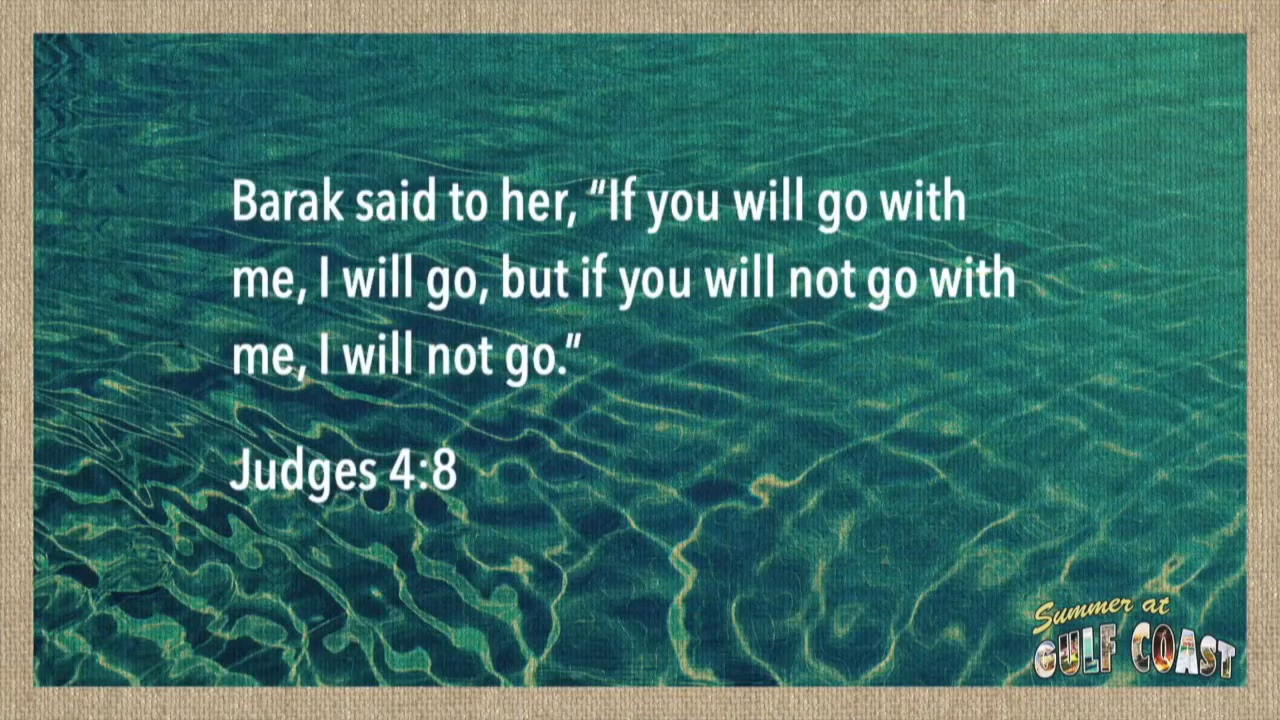 Barak said to her, “If you will go with
me, I will go, but if you will not go with
me, I will not go.”
Judges 4:8
Summer at
GULF COAST